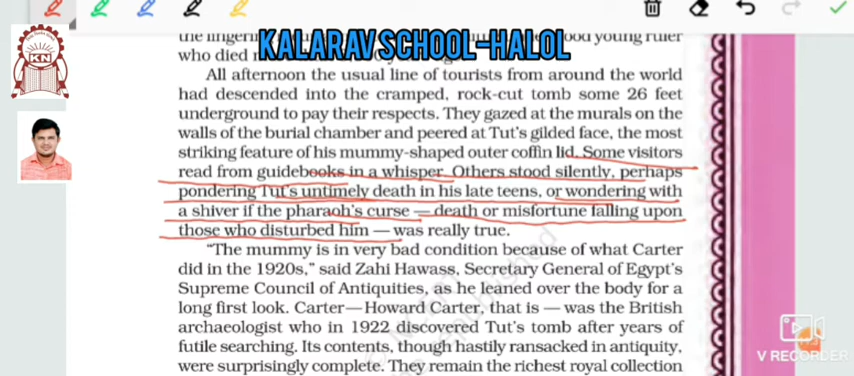 KALARAV SCHOOL-HALOL
KN
the
who died
All afternoon the usual line of tourists from around the world
had descended into the cramped, rock-cut tomb some 26 feet
underground to pay their respects. They gazed at the murals on the
walls of the burial chamber and peered at Tut's gilded face, the most
striking feature of his mummy-shaped outer coffin lid. Some visitors
read from guidebooks in a whisper. Others stood silently, perhaps
pondering Tut's untimely death in his late teens, or wondering with
a shiver if the pharaoh's curse — death or misfortune falling upon
those who disturbed him — was really true.
"The mummy is in very bad condition because of what Carter
did in the 1920s," said Zahi Hawass, Secretary General of Egypt's
Supreme Council of Antiquities, as he leaned over the body for a
long first look. Carter—Howard Carter, that is — was the British
archaeologist who in 1922 discovered Tut's tomb after years of
futile searching. Its contents, though hastily ransacked in antiquity,
were surprisingly complete. They remain the richest royal collection
V RECORDER